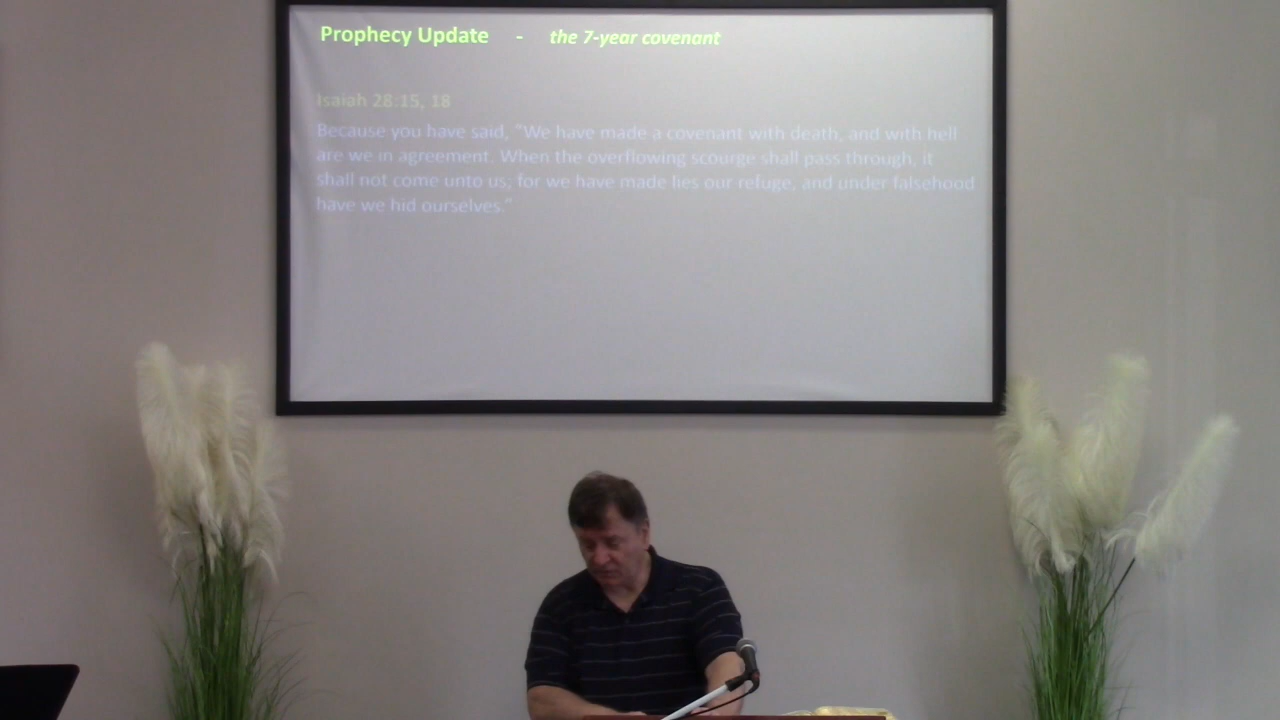 Prophecy Update - the 7-year covenant
Isaiah 28:15, 18
Because you have said, "We have made a covenant with death, and with hell
are we in agreement. When the overflowing scourge shall pass through, it
shall not come unto us; for we have made lies our refuge, and under falsehood
have we hid ourselves."